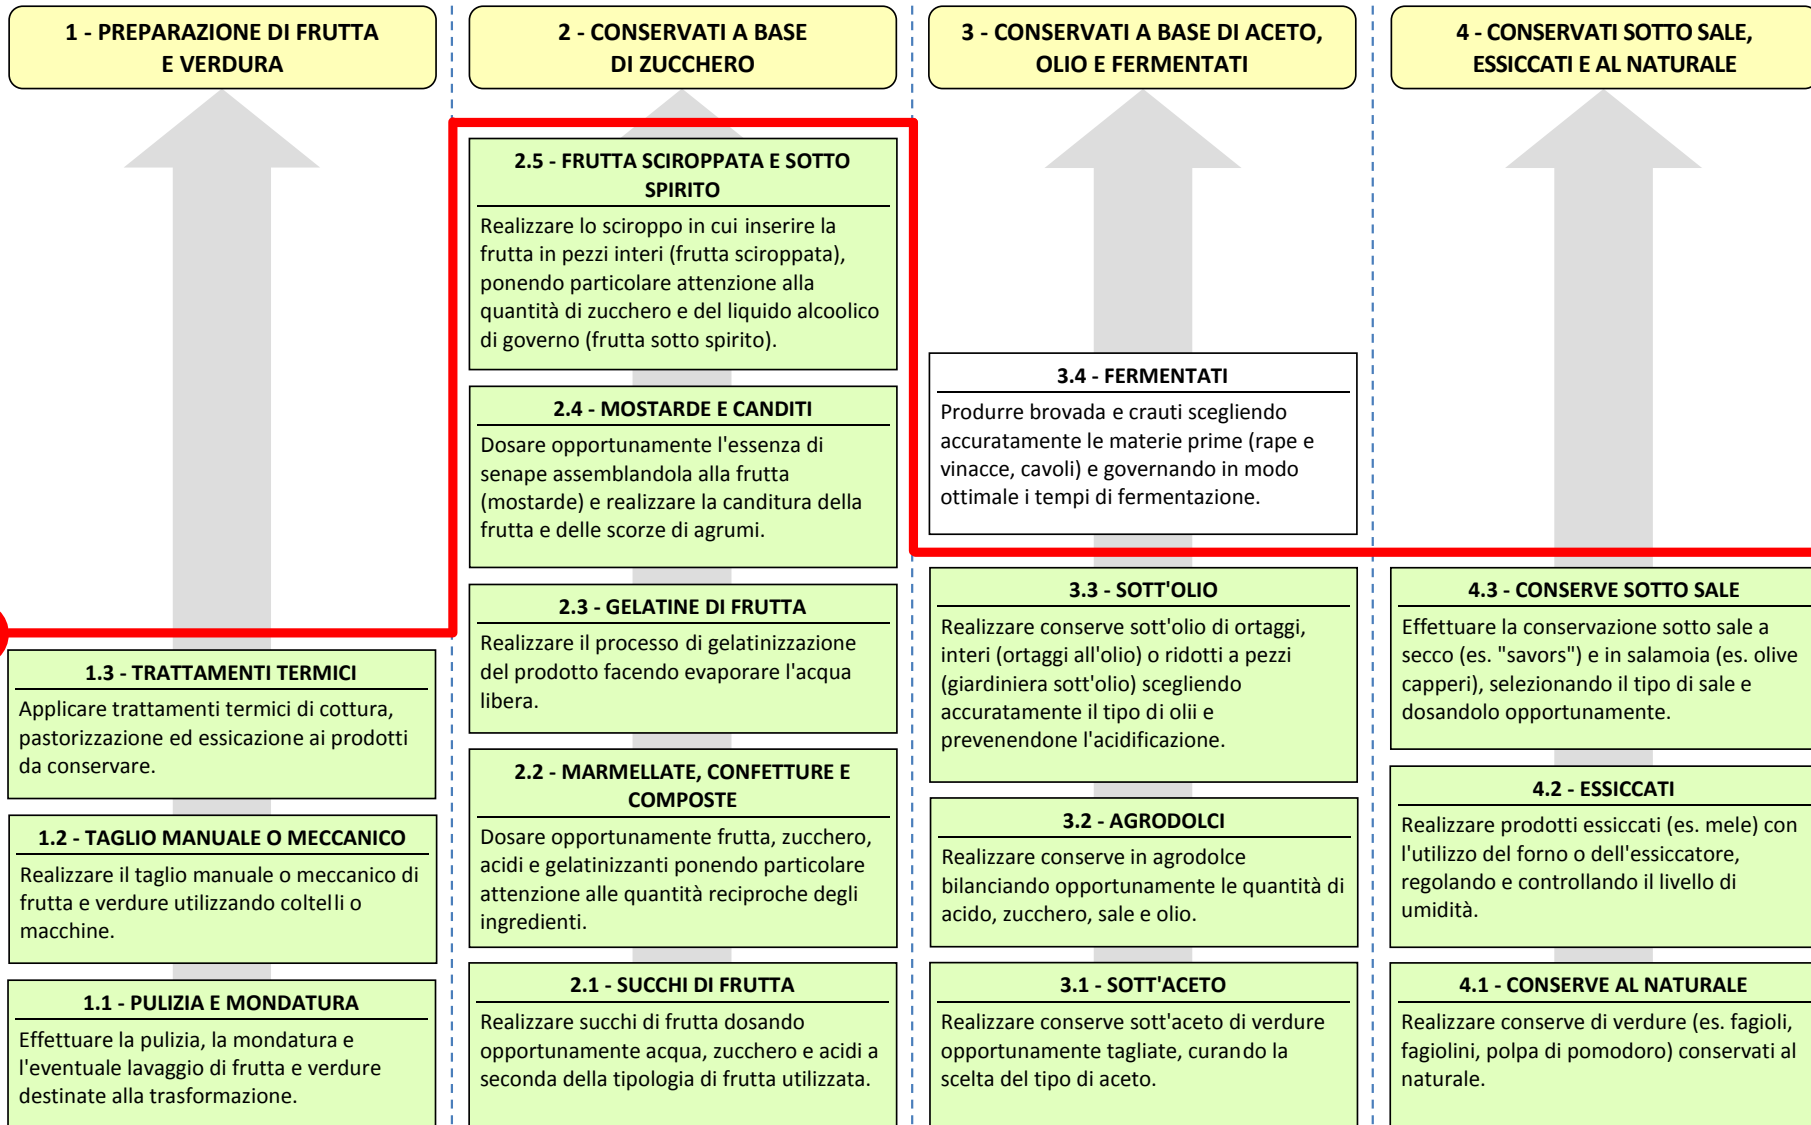 1 - PREPARAZIONE DI FRUTTA
E VERDURA
1.3 - TRATTAMENTI TERMICI
Applicare trattamenti termici di cottura,
pastorizzazione ed essicazione ai prodotti
da conservare.
1.2 - TAGLIO MANUALE O MECCANICO
Realizzare il taglio manuale o meccanico di
frutta e verdure utilizzando coltelli o
macchine.
1.1 - PULIZIA E MONDATURA
Effettuare la pulizia, la mondatura e
l'eventuale lavaggio di frutta e verdure
destinate alla trasformazione.
2 - CONSERVATI A BASE
DI ZUCCHERO
2.5 - FRUTTA SCIROPPATA E SOTTO
SPIRITO
Realizzare lo sciroppo in cui inserire la
frutta in pezzi interi (frutta sciroppata),
ponendo particolare attenzione alla
quantità di zucchero e del liquido alcoolico
di governo (frutta sotto spirito).
2.4 - MOSTARDE E CANDITI
Dosare opportunamente l'essenza di
senape assemblandola alla frutta
(mostarde) e realizzare la canditura della
frutta e delle scorze di agrumi.
2.3 - GELATINE DI FRUTTA
Realizzare il processo di gelatinizzazione
del prodotto facendo evaporare l'acqua
libera.
2.2 - MARMELLATE, CONFETTURE E
COMPOSTE
Dosare opportunamente frutta, zucchero,
acidi e gelatinizzanti ponendo particolare
attenzione alle quantità reciproche degli
ingredienti.
2.1 - SUCCHI DI FRUTTA
Realizzare succhi di frutta dosando
opportunamente acqua, zucchero e acidi a
seconda della tipologia di frutta utilizzata.
3 - CONSERVATI A BASE DI ACETO,
OLIO E FERMENTATI
3.4 - FERMENTATI
Produrre brovada e crauti scegliendo
accuratamente le materie prime (rape e
vinacce, cavoli) e governando in modo
ottimale i tempi di fermentazione.
3.3 - SOTT'OLIO
Realizzare conserve sott'olio di ortaggi,
interi (ortaggi all'olio) o ridotti a pezzi
(giardiniera sott'olio) scegliendo
accuratamente il tipo di olii e
prevenendone l'acidificazione.
3.2 - AGRODOLCI
Realizzare conserve in agrodolce
bilanciando opportunamente le quantità di
acido, zucchero, sale e olio.
3.1 - SOTT'ACETO
Realizzare conserve sott'aceto di verdure
opportunamente tagliate, curando la
scelta del tipo di aceto.
4 - CONSERVATI SOTTO SALE,
ESSICCATI E AL NATURALE
4.3 - CONSERVE SOTTO SALE
Effettuare la conservazione sotto sale a
secco (es. "savors") e in salamoia (es. olive
capperi), selezionando il tipo di sale e
dosandolo opportunamente.
4.2 - ESSICCATI
Realizzare prodotti essiccati (es. mele) con
l'utilizzo del forno o dell'essiccatore,
regolando e controllando il livello di
umidità.
4.1 - CONSERVE AL NATURALE
Realizzare conserve di verdure (es. fagioli,
fagiolini, polpa di pomodoro) conservati al
naturale.